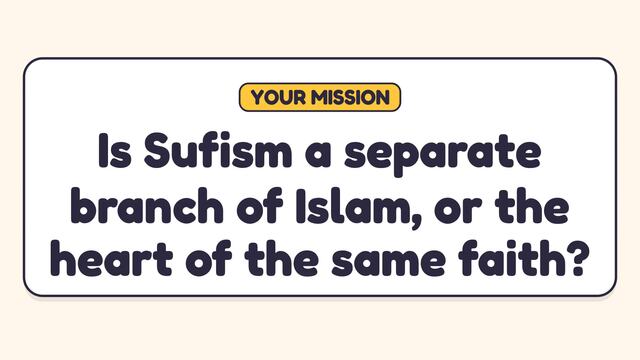 YOUR MISSION
Is Sufism a separate
branch of Islam, or the
heart of the same faith?